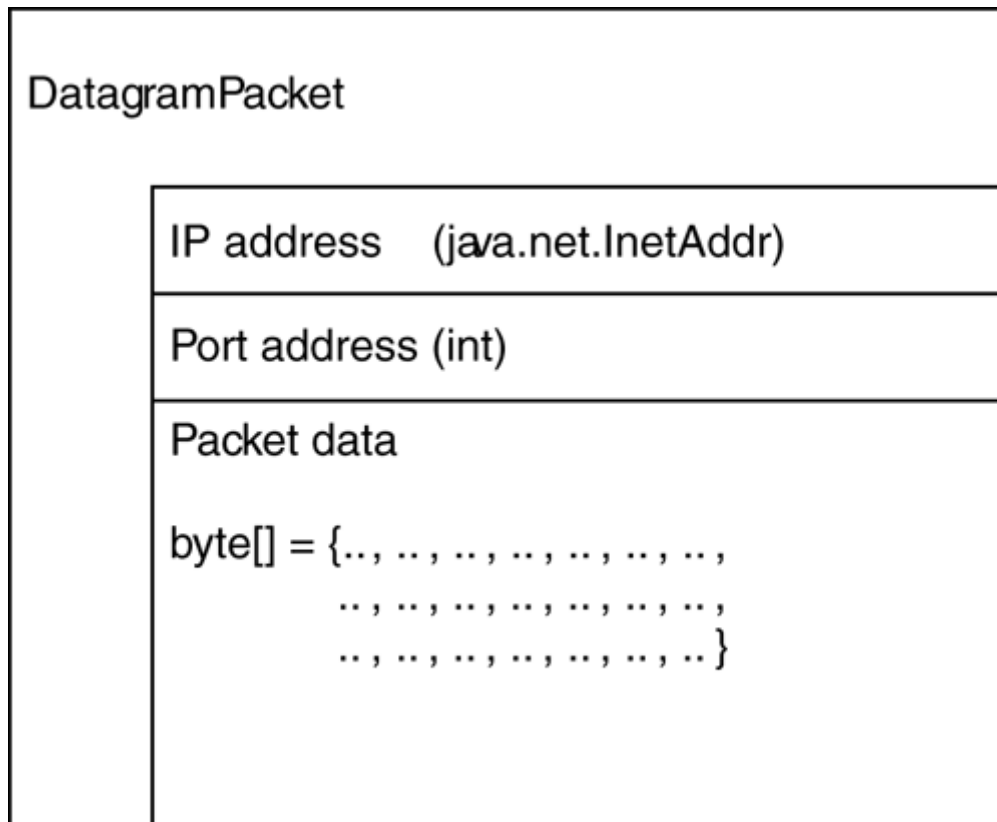 DatagramPacket
IP address (java.net.InetAddr)
Port address (int)
Packet data
byte[] = {.., .., .., .., .., .., ..,
.., .., .., .., .., .., ..,
.., .., .., .., .., .., ..}